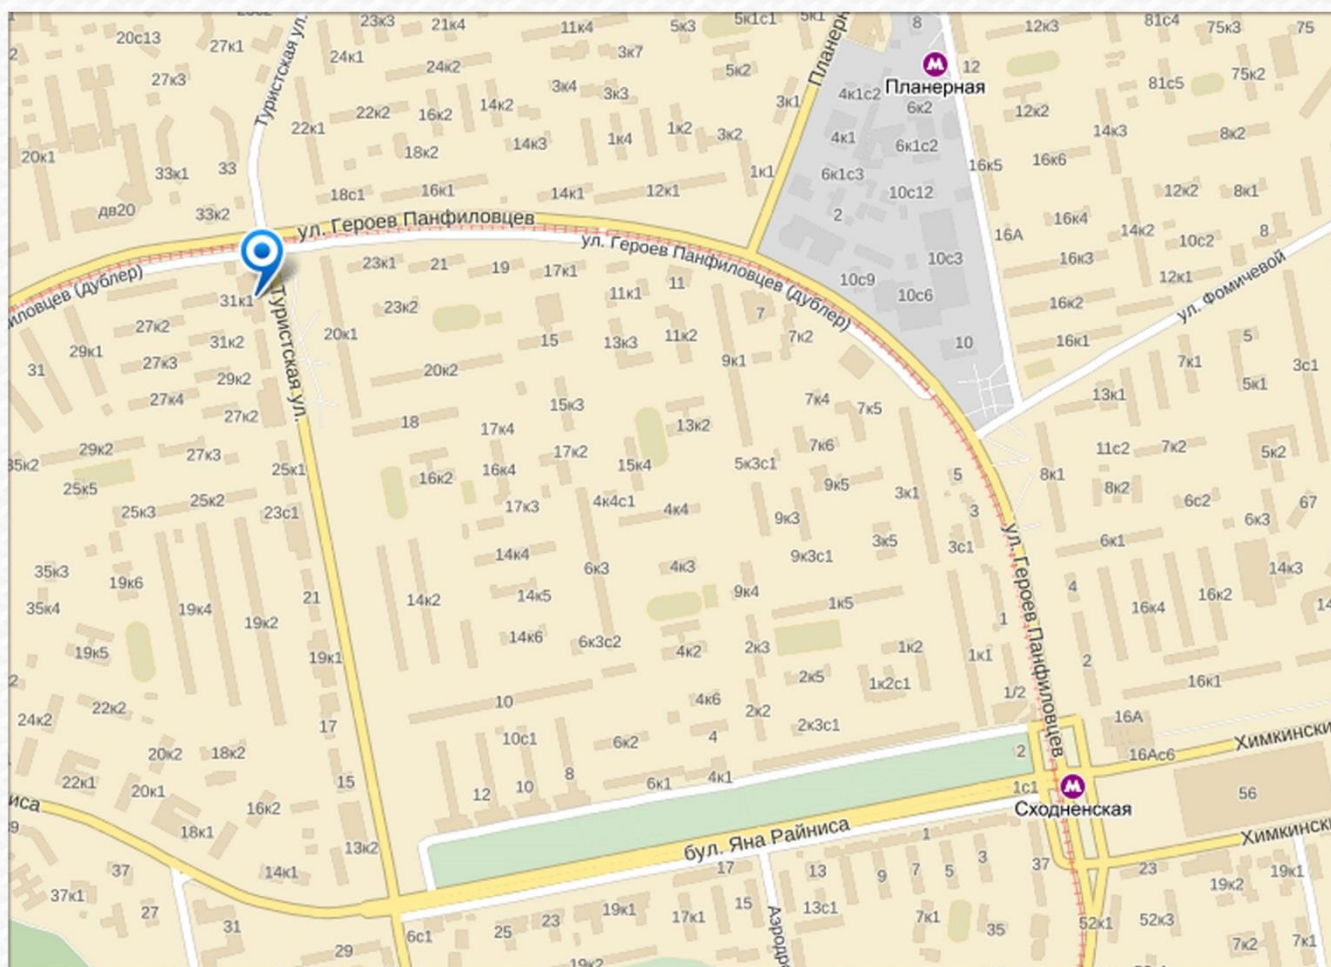 20с13
27к1
23к3
21к4
11к4
5к3
5к1с1
5к1
8
12к3
81с4
75к3
75
Туристская ул.
24к1
24к2
3к7
5к2
Планерная
12
81с5
75к2
27к3
22к2
16к2
14к2
3к4
3к3
3к1
4к1с2
6к2
12к2
22к1
18к2
14к3
1к4
1к2
3к2
4к1
6к1с2
14к3
8к2
20к1
33к1
33
18с1
16к1
14к1
12к1
1к1
6к1с3
10с12
16к5
16к6
12к2
8к1
дв20
33к2
ул. Героев Панфиловцев
2
16А
16к4
14к2
10с2
8
ул. Героев Панфиловцев (дублер)
23к1
21
19
17к1
11к1
11
10с9
10с3
10с6
16к3
12к1
ул. Фомичевой
31к1
Туристская ул.
23к2
7
16к2
27к2
31к2
20к1
15
13к3
11к2
7к2
10
16к1
5
29к1
31
27к3
29к2
20к2
9к1
7к1
3с1
5к1
27к4
27к2
18
15к3
7к4
7к5
13к1
17к4
13к2
29к2
27к3
25к1
16к2
16к4
17к2
15к4
5к3с1
7к6
5
8к1
11с2
7к2
5к2
35к2
25к5
25к2
25к3
23с1
17к3
4к4с1
4к4
9к5
3к1
8к2
6с2
67
9к3
3
6к3
14к4
3к5
3с1
6к1
9к3с1
35к3
19к6
6к3
4к3
14к3
35к4
19к4
19к2
21
14к2
14к5
9к4
1к5
4
16к4
16к2
ул. Героев Панфиловцев
14к6
6к3с2
1
19к5
19к1
4к2
2к3
1к2
1к1
2
2к5
1к2с1
16к1
24к2
22к2
17
10
4к6
2к2
1/2
16А
20к2
18к2
10с1
6к2
4
2к3с1
2
16Ас6
22к1
20к1
15
12
10
8
6к1
4к1
1с1
Сходненская
56
16к2
18к1
13к2
бул. Яна Райниса
1
37
14к1
17
13
9
7
5
3
37
23
19к2
19к1
37к1
27
31
6с1
25
23
19к1
17к1
15
13с1
7к1
35
52к1
52к3
7к2
7к1
29
19к2